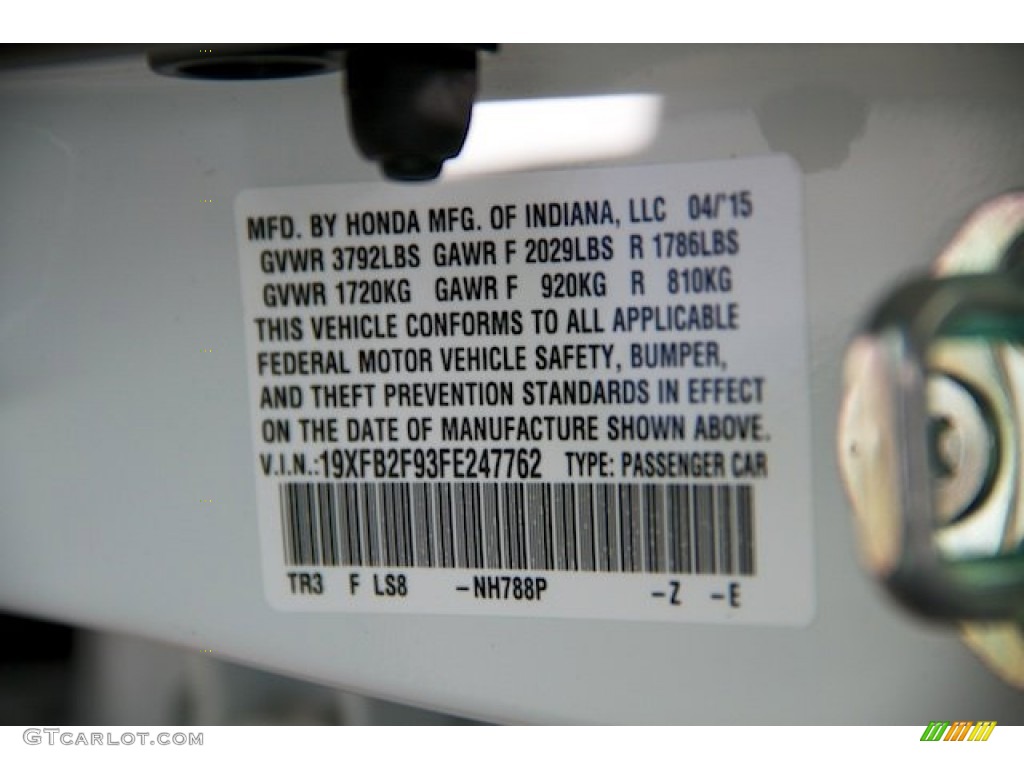 MFD. BY HONDA MFG. OF INDIANA, LLC 04/'15
GVWR 3792LBS GAWR F 2029LBS R 1786LBS
GVWR 1720KG GAWR F 920KG R 810KG
THIS VEHICLE CONFORMS TO ALL APPLICABLE
FEDERAL MOTOR VEHICLE SAFETY, BUMPER,
AND THEFT PREVENTION STANDARDS IN EFFECT
ON THE DATE OF MANUFACTURE SHOWN ABOVE.
V.I.N.:19XFB2F93FE247762 TYPE: PASSENGER CAR
TR3 F LS8 -NH788P -Z -E
GTCARLOT.COM